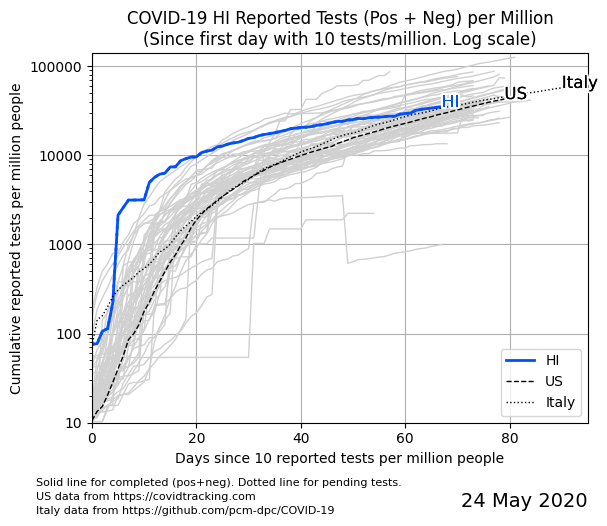 COVID-19 HI Reported Tests (Pos + Neg) per Million
(Since first day with 10 tests/million. Log scale)
Cumulative reported tests per million people
100000
10000
1000
100
10
HI
US
Italy
HI
US
Italy
0
20
40
60
80
Days since 10 reported tests per million people
Solid line for completed (pos+neg). Dotted line for pending tests.
US data from https://covidtracking.com
Italy data from https://github.com/pcm-dpc/COVID-19
24 May 2020